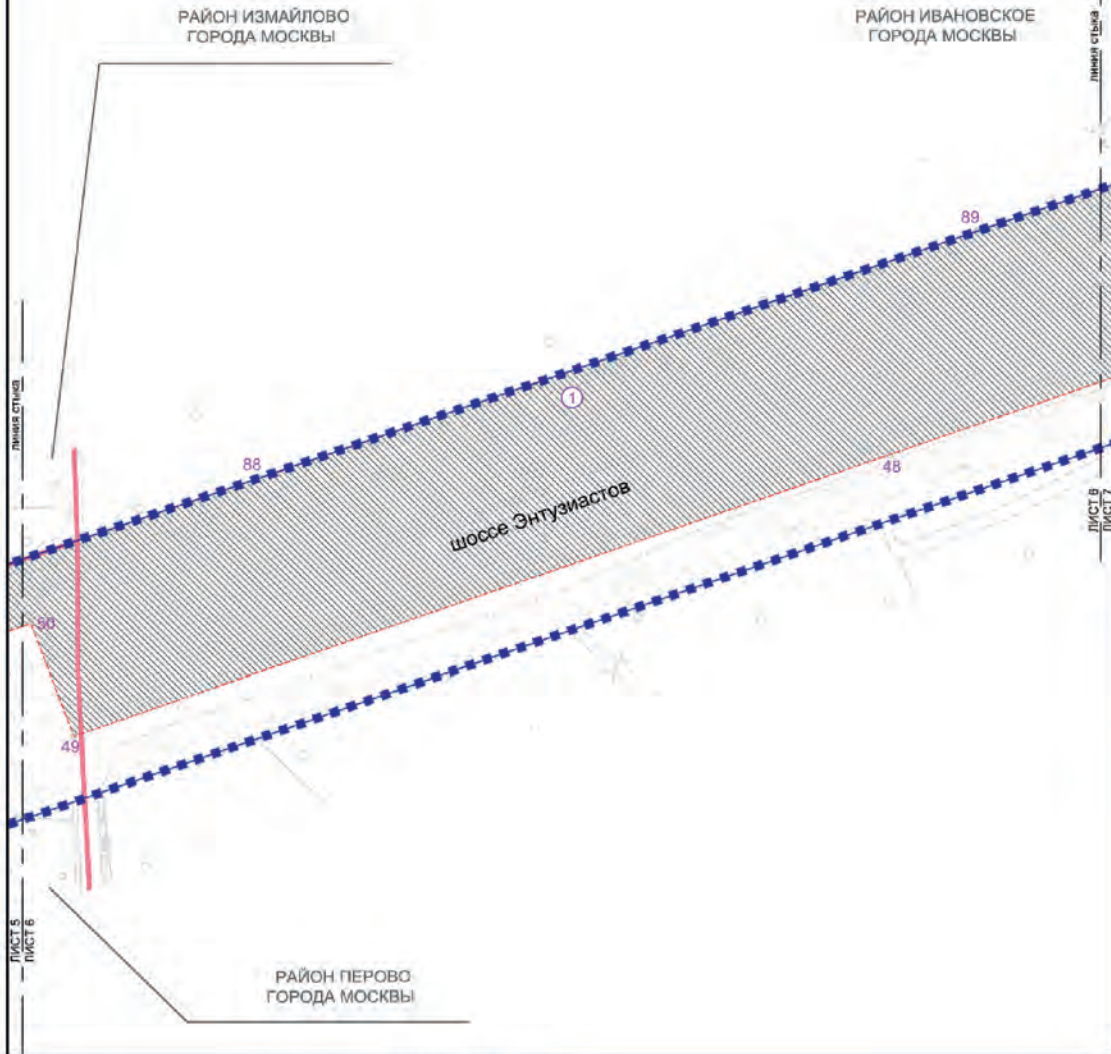 РАЙОН ИЗМАЙЛОВО
ГОРОДА МОСКВЫ
РАЙОН ИВАНОВСКОЕ
ГОРОДА МОСКВЫ
линия стыка
89
1
линия стыка
88
48
шоссе Энтузиастов
ЛИСТ 6
ЛИСТ 7
50
49
ЛИСТ 5
ЛИСТ 6
РАЙОН ПЕРОВО
ГОРОДА МОСКВЫ